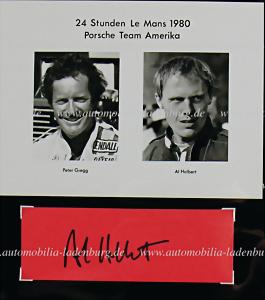 24 Stunden Le Mans 1980
Porsche Team Amerika
KENDALL
Peter Gregg
Al Holbert
www.automobilia-ladenburg.de
Al Holbert
www.automobilia-ladenburg.de